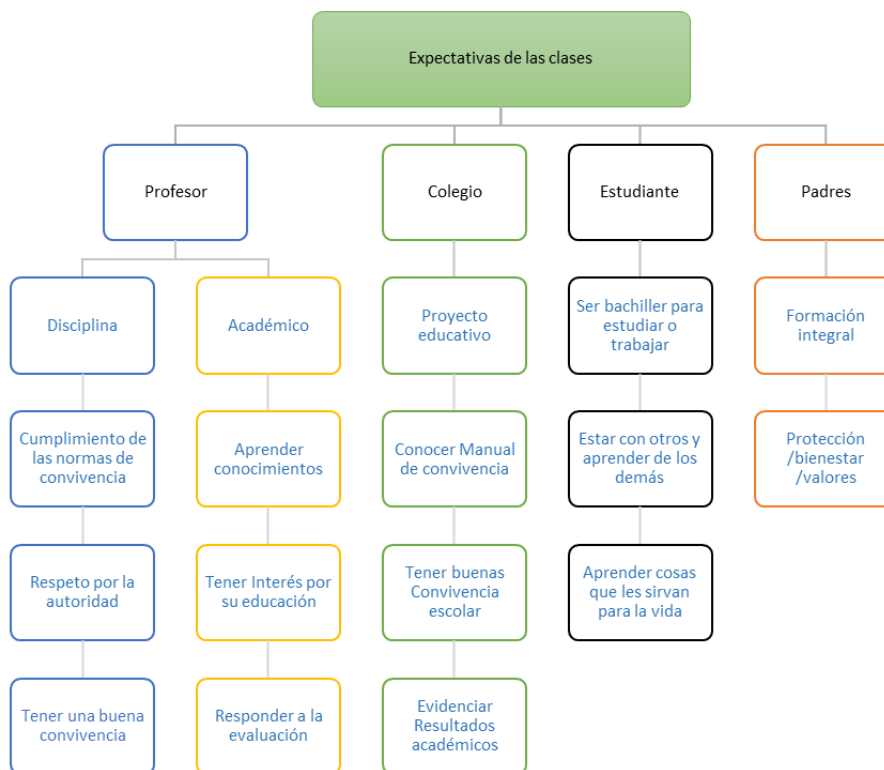 Expectativas de las clases
Profesor
Colegio
Estudiante
Padres
Disciplina
Académico
Proyecto
educativo
Ser bachiller para
estudiar o
trabajar
Formación
integral
Cumplimiento de
las normas de
convivencia
Aprender
conocimientos
Conocer Manual
de convivencia
Estar con otros y
aprender de los
demás
Protección
/bienestar
/valores
Respeto por la
autoridad
Tener Interés por
su educación
Tener buenas
Convivencia
escolar
Aprender cosas
que les sirvan
para la vida
Tener una buena
convivencia
Responder a la
evaluación
Evidenciar
Resultados
académicos